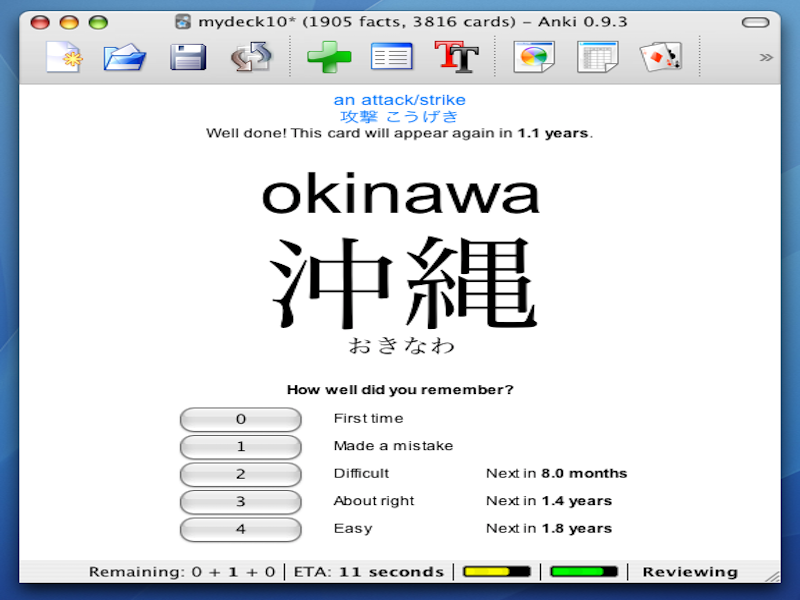 mydeck10* (1905 facts, 3816 cards) – Anki 0.9.3
»
an attack/strike
攻撃 こうげき
Well done! This card will appear again in 1.1 years.
okinawa
沖縄
おきなわ
How well did you remember?
0 First time
1 Made a mistake
2 Difficult Next in 8.0 months
3 About right Next in 1.4 years
4 Easy Next in 1.8 years
Remaining: 0 + 1 + 0 | ETA: 11 seconds | | | Reviewing